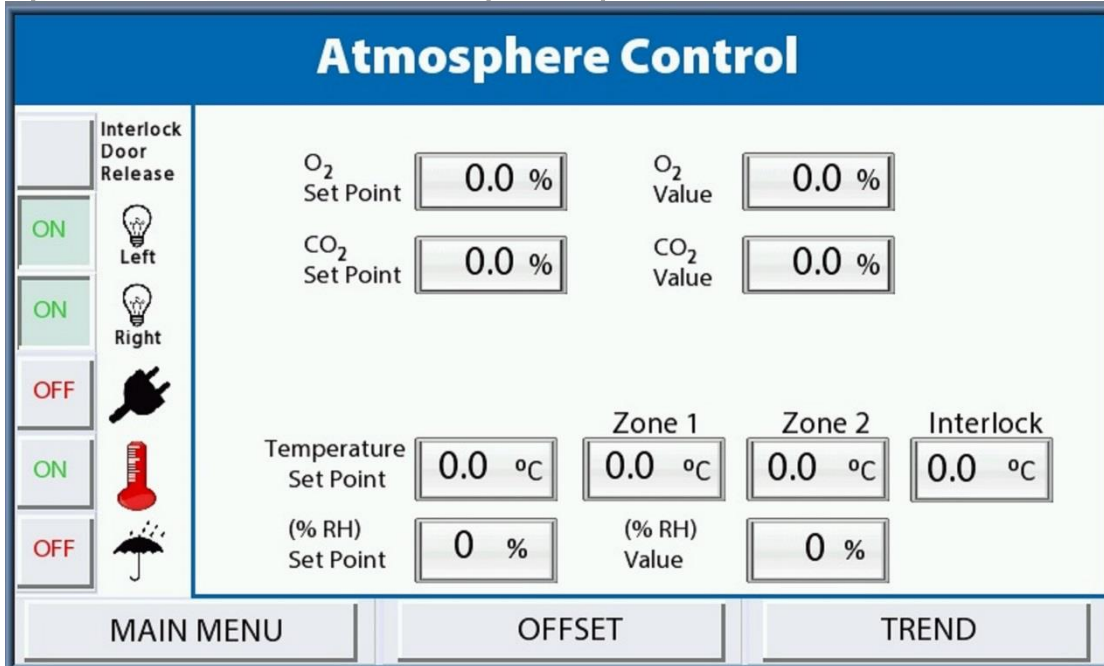 Atmosphere Control
Interlock
Door
Release
ON
Left
ON
Right
OFF
ON
OFF
O2
Set Point
0.0 %
O2
Value
0.0 %
CO2
Set Point
0.0 %
CO2
Value
0.0 %
Zone 1
Zone 2
Interlock
Temperature
Set Point
0.0 ºC
0.0 ºC
0.0 ºC
0.0 ºC
(% RH)
Set Point
0 %
(% RH)
Value
0 %
MAIN MENU
OFFSET
TREND